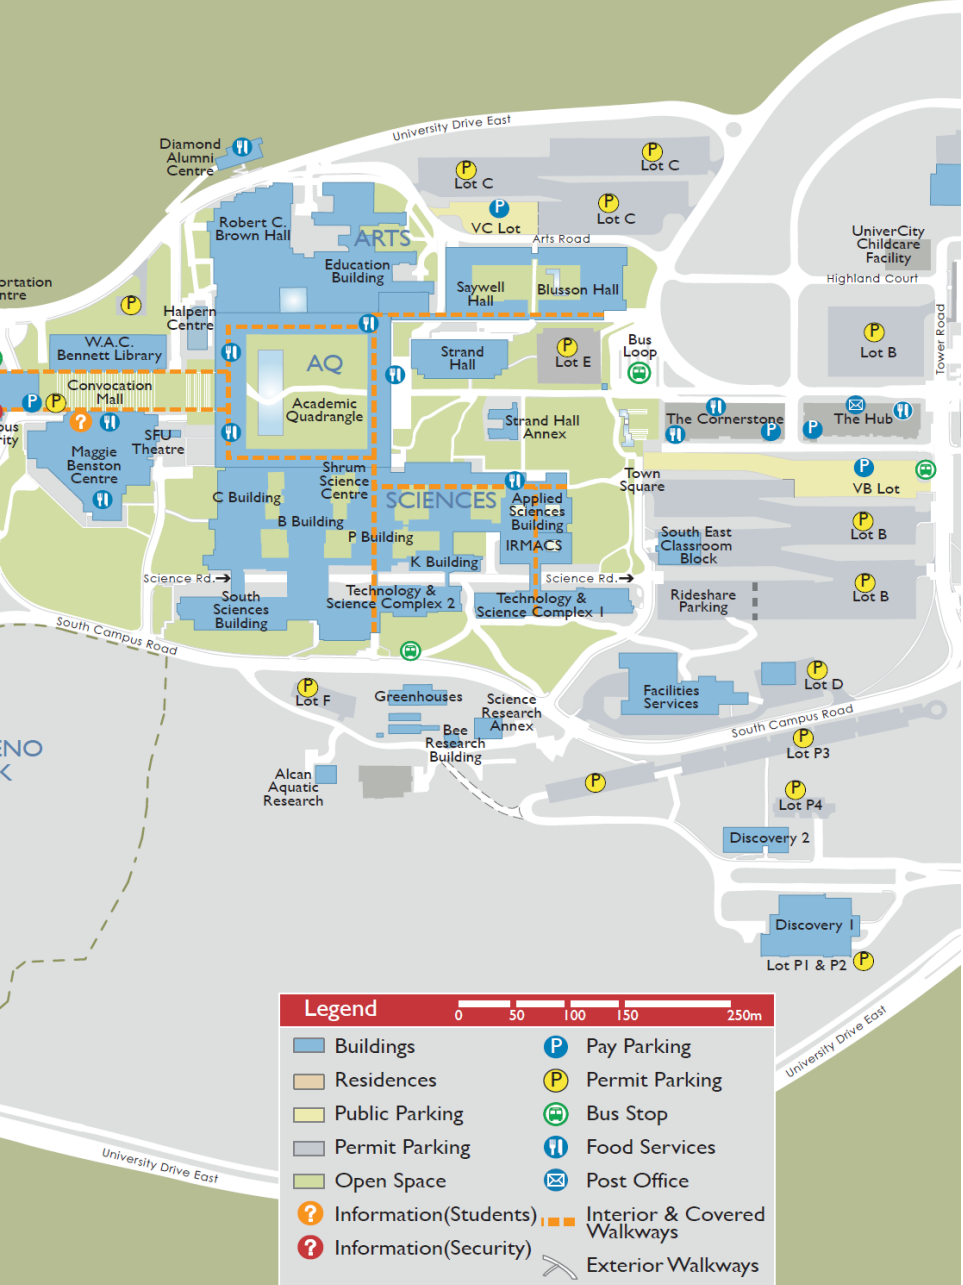 University Drive East
Diamond
Alumni
Centre
P
Lot C
P
Lot C
P
Lot C
P
VC Lot
Arts Road
Robert C.
Brown Hall
ARTS
Education
Building
Saywell
Hall
Blusson Hall
UniverCity
Childcare
Facility
Highland Court
Tower Road
ortation
ntre
P
Halpern
Centre
W.A.C.
Bennett Library
Convocation
Mall
AQ
Academic
Quadrangle
Strand
Hall
P
Lot E
Bus
Loop
P
Lot B
P
P
?
pus
rity
SFU
Theatre
Maggie
Benston
Centre
Strand Hall
Annex
The Cornerstone
P
The Hub
P
Shrum
Science
Centre
SCIENCES
C Building
B Building
P Building
K Building
Applied
Sciences
Building
IRMACS
Town
Square
P
VB Lot
P
Lot B
South East
Classroom
Block
P
Lot B
Rideshare
Parking
Science Rd.
Science Rd.
South
Sciences
Building
Technology &
Science Complex 2
Technology &
Science Complex 1
South Campus Road
ENO
K
P
Lot F
Greenhouses
Science
Research
Annex
Bee
Research
Building
Alcan
Aquatic
Research
Facilities
Services
P
Lot D
South Campus Road
P
Lot P3
P
P
Lot P4
Discovery 2
Discovery 1
Lot P1 & P2
P
University Drive East
University Drive East
Legend
0 50 100 150 250m
Buildings
P Pay Parking
Residences
P Permit Parking
Public Parking
Bus Stop
Permit Parking
Food Services
Open Space
Post Office
? Information(Students)
Interior & Covered
Walkways
? Information(Security)
Exterior Walkways